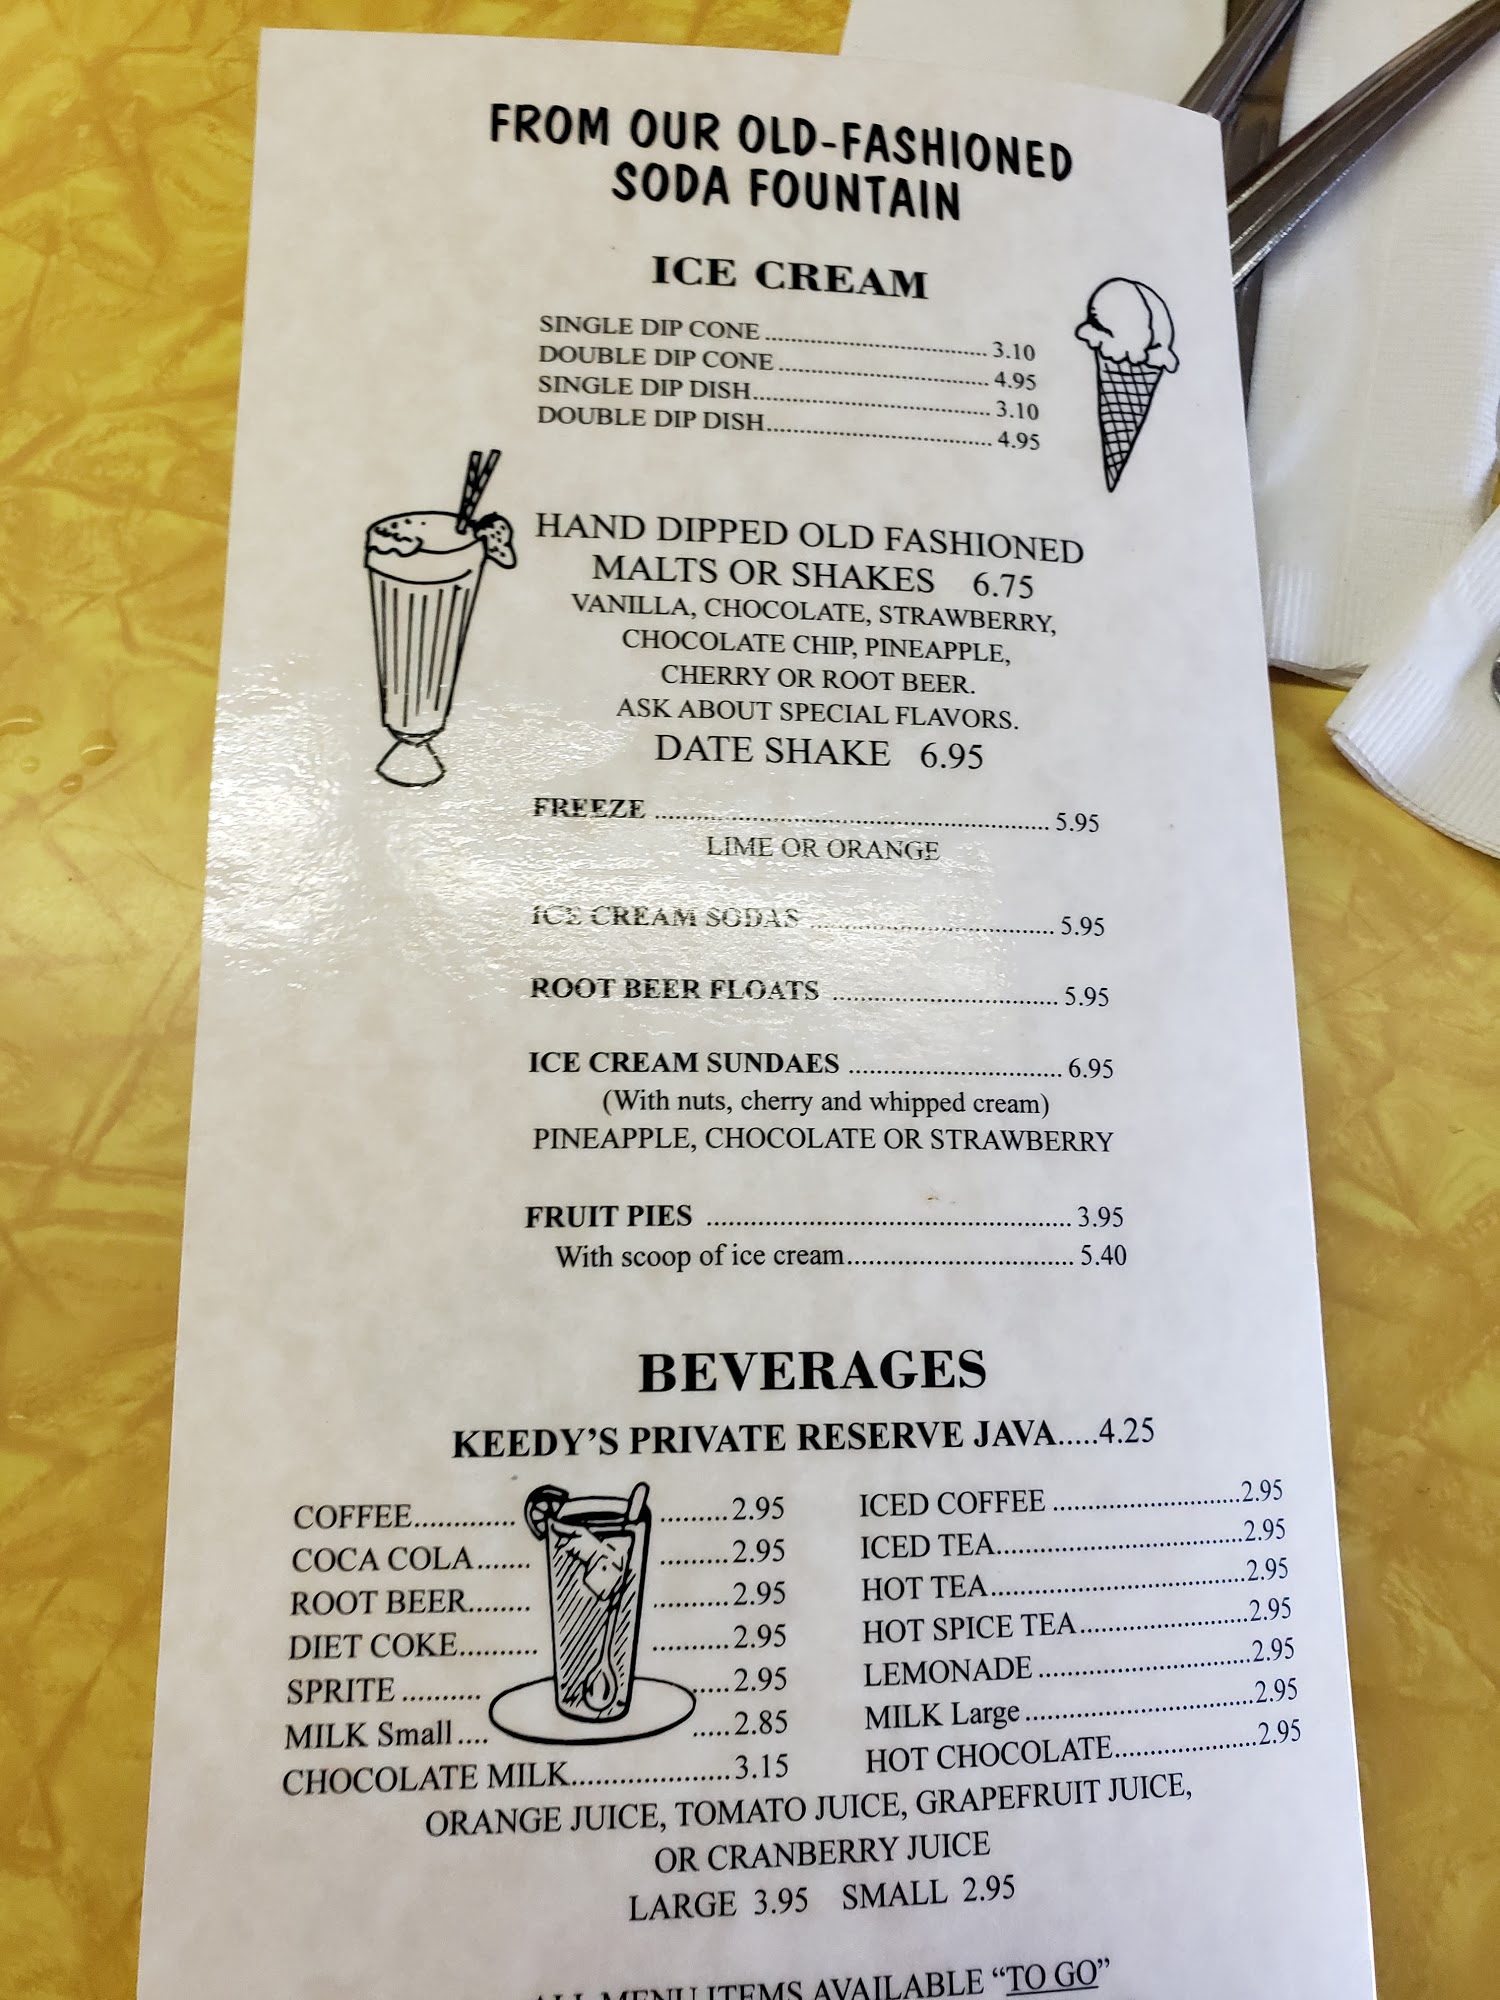 FROM OUR OLD-FASHIONED
SODA FOUNTAIN
ICE CREAM
SINGLE DIP CONE ................................ 3.10
DOUBLE DIP CONE ................................ 4.95
SINGLE DIP DISH................................ 3.10
DOUBLE DIP DISH................................ 4.95
HAND DIPPED OLD FASHIONED
MALTS OR SHAKES 6.75
VANILLA, CHOCOLATE, STRAWBERRY,
CHOCOLATE CHIP, PINEAPPLE,
CHERRY OR ROOT BEER.
ASK ABOUT SPECIAL FLAVORS.
DATE SHAKE 6.95
FREEZE ................................ 5.95
LIME OR ORANGE
ICE CREAM SODAS ................................ 5.95
ROOT BEER FLOATS ................................ 5.95
ICE CREAM SUNDAES ................................ 6.95
(With nuts, cherry and whipped cream)
PINEAPPLE, CHOCOLATE OR STRAWBERRY
FRUIT PIES ................................ 3.95
With scoop of ice cream................................ 5.40
BEVERAGES
KEEDY'S PRIVATE RESERVE JAVA.....4.25
COFFEE............. .........2.95
COCA COLA....... .........2.95
ROOT BEER........ ..........2.95
DIET COKE.......... ..........2.95
SPRITE .......... .....2.95
MILK Small .... .....2.85
CHOCOLATE MILK.....................3.15
ICED COFFEE .........................2.95
ICED TEA................................2.95
HOT TEA.................................2.95
HOT SPICE TEA......................2.95
LEMONADE ............................2.95
MILK Large .............................2.95
HOT CHOCOLATE...................2.95
ORANGE JUICE, TOMATO JUICE, GRAPEFRUIT JUICE,
OR CRANBERRY JUICE
LARGE 3.95 SMALL 2.95
ALL MENU ITEMS AVAILABLE "TO GO"